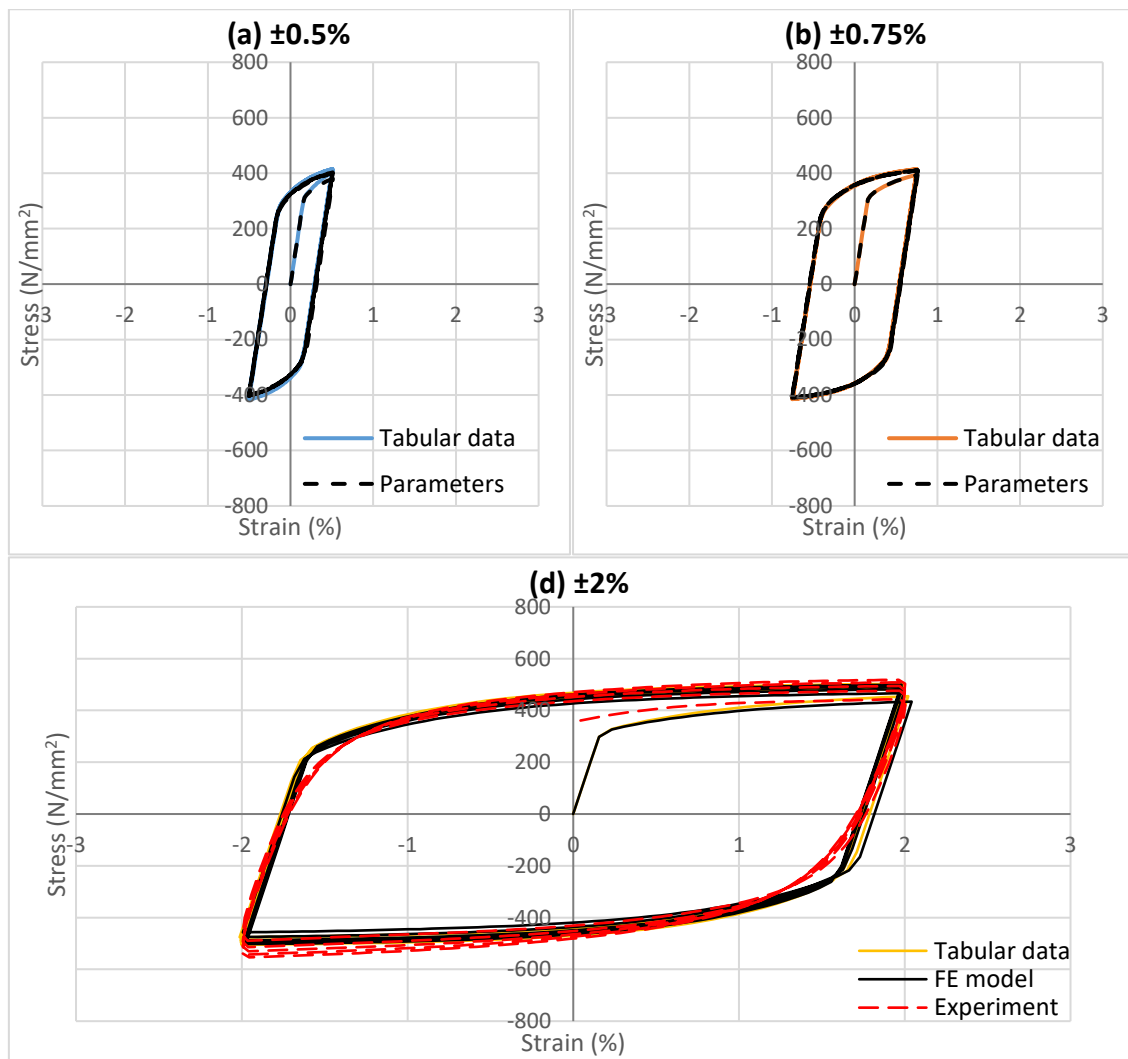 (a) ±0.5%
800
600
400
200
0
-200
-400
-600
-800
-3 -2 -1 0 1 2 3
Stress (N/mm²)
Strain (%)
Tabular data
Parameters
(b) ±0.75%
800
600
400
200
0
-200
-400
-600
-800
-3 -2 -1 0 1 2 3
Stress (N/mm²)
Strain (%)
Tabular data
Parameters
(d) ±2%
800
600
400
200
0
-200
-400
-600
-800
-3 -2 -1 0 1 2 3
Stress (N/mm²)
Strain (%)
Tabular data
FE model
Experiment